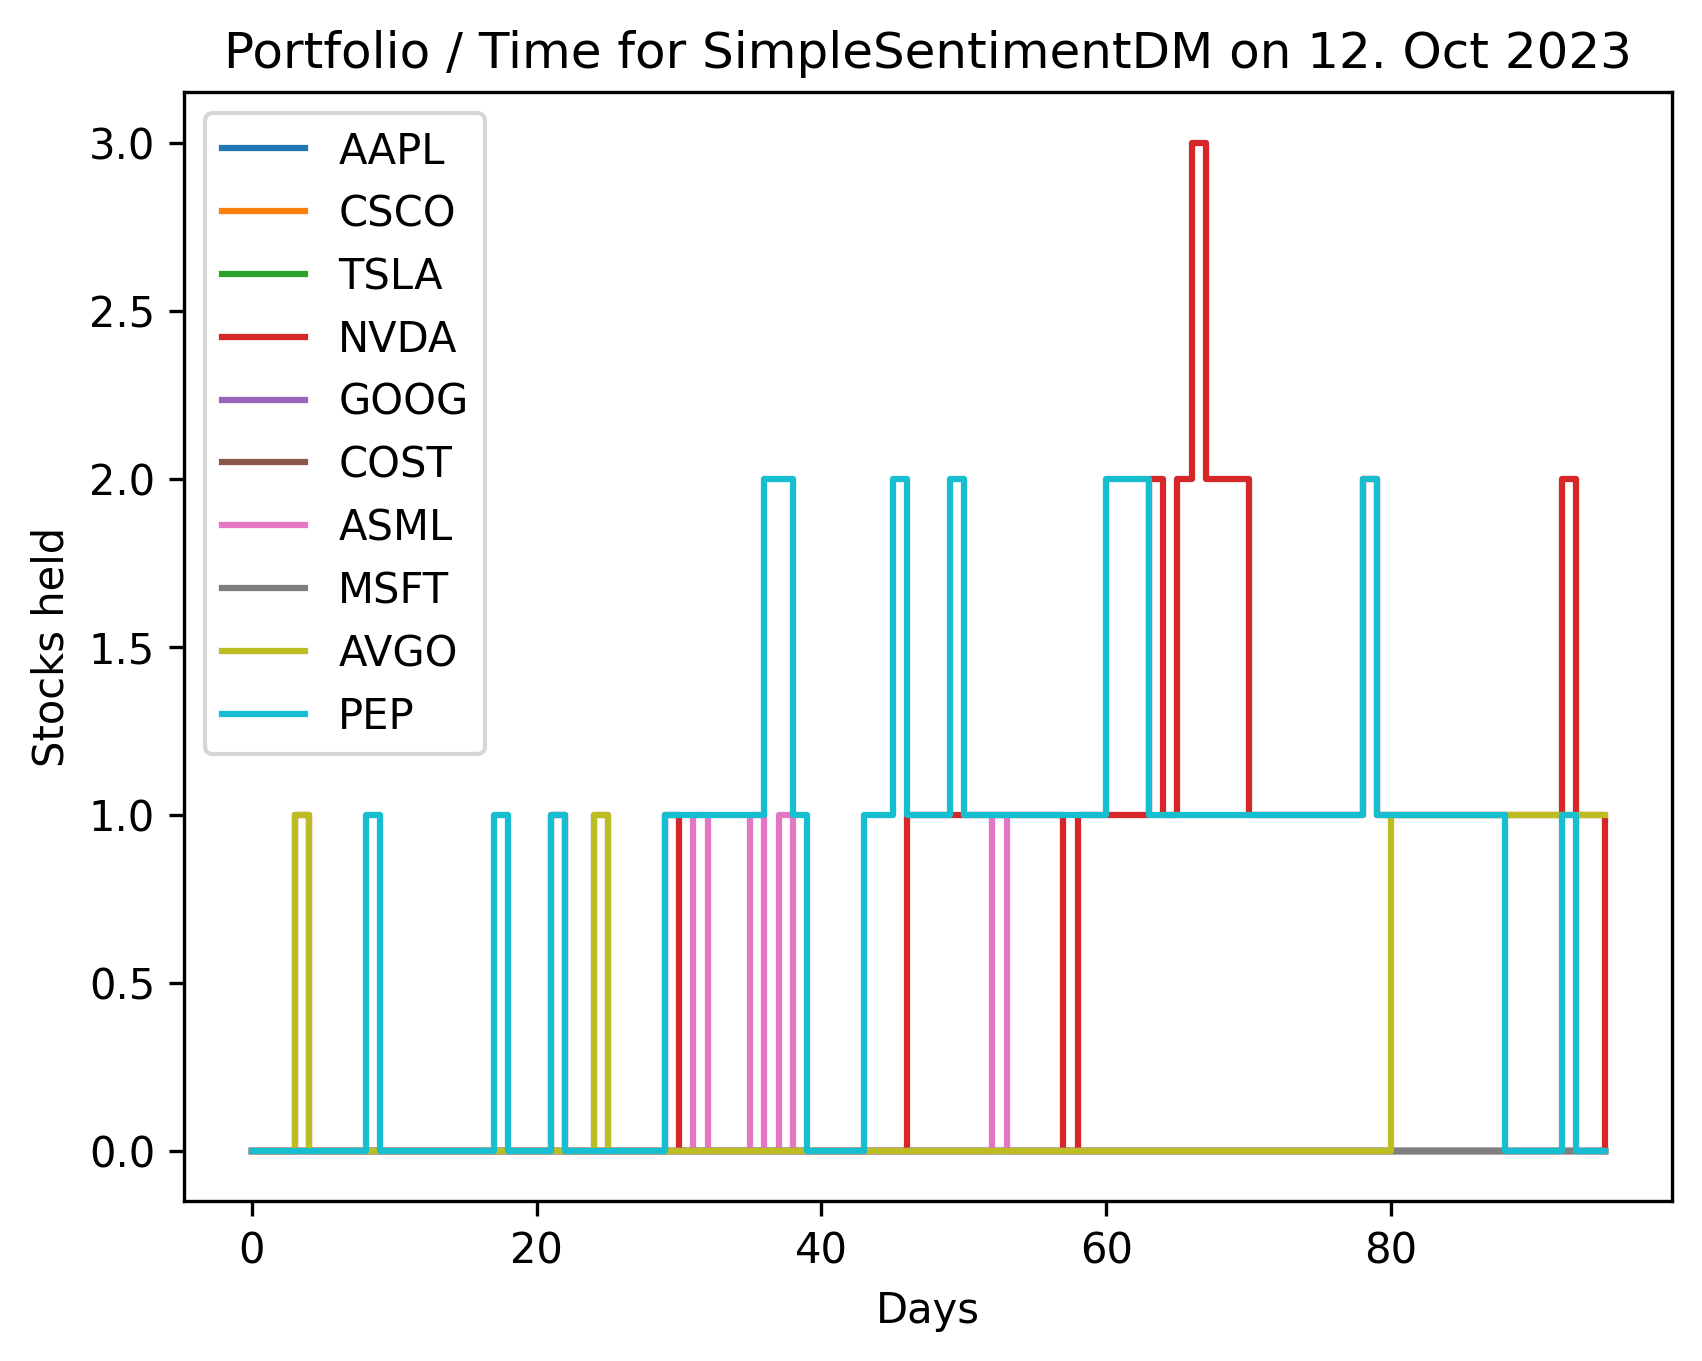 Portfolio / Time for SimpleSentimentDM on 12. Oct 2023
3.0
2.5
2.0
1.5
1.0
0.5
0.0
Stocks held
AAPL
CSCO
TSLA
NVDA
GOOG
COST
ASML
MSFT
AVGO
PEP
0 20 40 60 80
Days